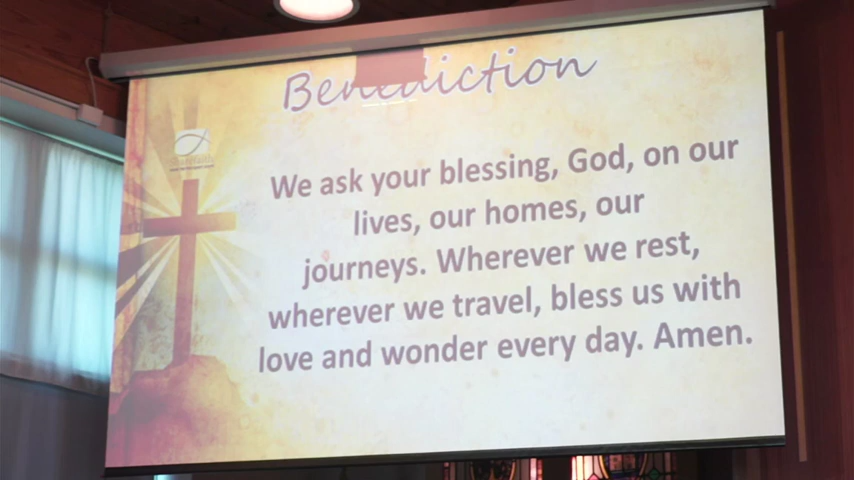 Benediction
We ask your blessing, God, on our
lives, our homes, our
journeys. Wherever we rest,
wherever we travel, bless us with
love and wonder every day. Amen.